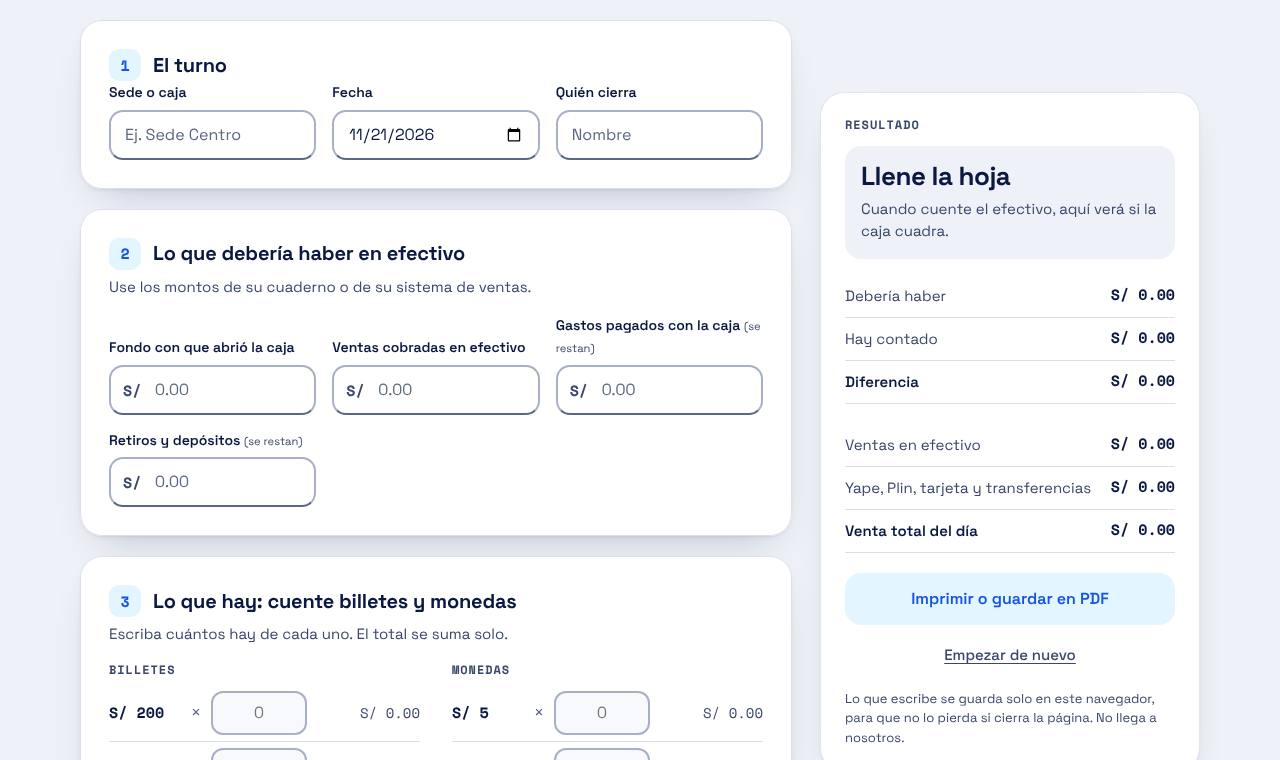 1 El turno
Sede o caja
Fecha
Quién cierra
Ej. Sede Centro
11/21/2026
Nombre
2 Lo que debería haber en efectivo
Use los montos de su cuaderno o de su sistema de ventas.
Fondo con que abrió la caja
Ventas cobradas en efectivo
Gastos pagados con la caja (se
restan)
S/ 0.00
S/ 0.00
S/ 0.00
Retiros y depósitos (se restan)
S/ 0.00
3 Lo que hay: cuente billetes y monedas
Escriba cuántos hay de cada uno. El total se suma solo.
BILLETES
S/ 200 × 0 S/ 0.00
MONEDAS
S/ 5 × 0 S/ 0.00
RESULTADO
Llene la hoja
Cuando cuente el efectivo, aquí verá si la
caja cuadra.
Debería haber S/ 0.00
Hay contado S/ 0.00
Diferencia S/ 0.00
Ventas en efectivo S/ 0.00
Yape, Plin, tarjeta y transferencias S/ 0.00
Venta total del día S/ 0.00
Imprimir o guardar en PDF
Empezar de nuevo
Lo que escribe se guarda solo en este navegador,
para que no lo pierda si cierra la página. No llega a
nosotros.